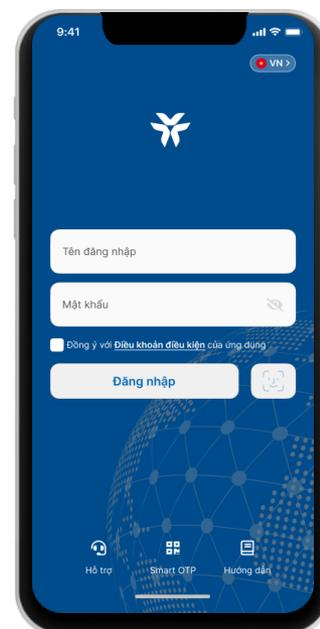 9:41
VN >
Tên đăng nhập
Mật khẩu
Đồng ý với Điều khoản điều kiện của ứng dụng
Đăng nhập
Hỗ trợ Smart OTP Hướng dẫn